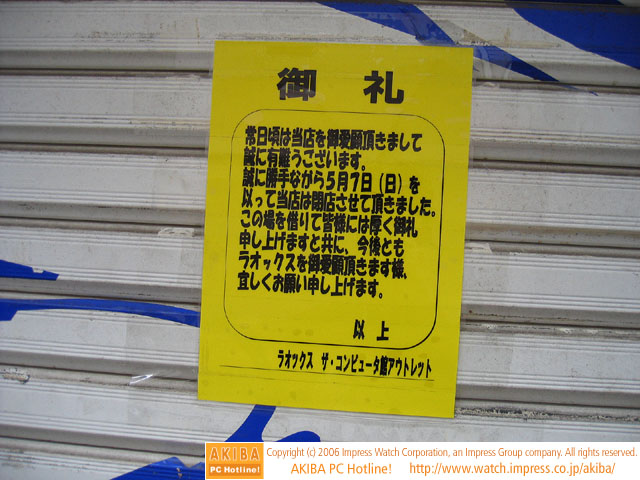 御礼
常日頃は当店を御愛顧頂きまして
誠に有難うございます。
誠に勝手ながら5月7日（日）を
以って当店は閉店させて頂きました。
この場を借りて皆様には厚く御礼
申し上げますと共に、今後とも
ラオックスを御愛顧頂きます様、
宜しくお願い申し上げます。
以上
ラオックス ザ・コンピュータ館アウトレット
AKIBA
PC Hotline!
Copyright (c) 2006 Impress Watch Corporation, an Impress Group company. All rights reserved.
AKIBA PC Hotline! http://www.watch.impress.co.jp/akiba/